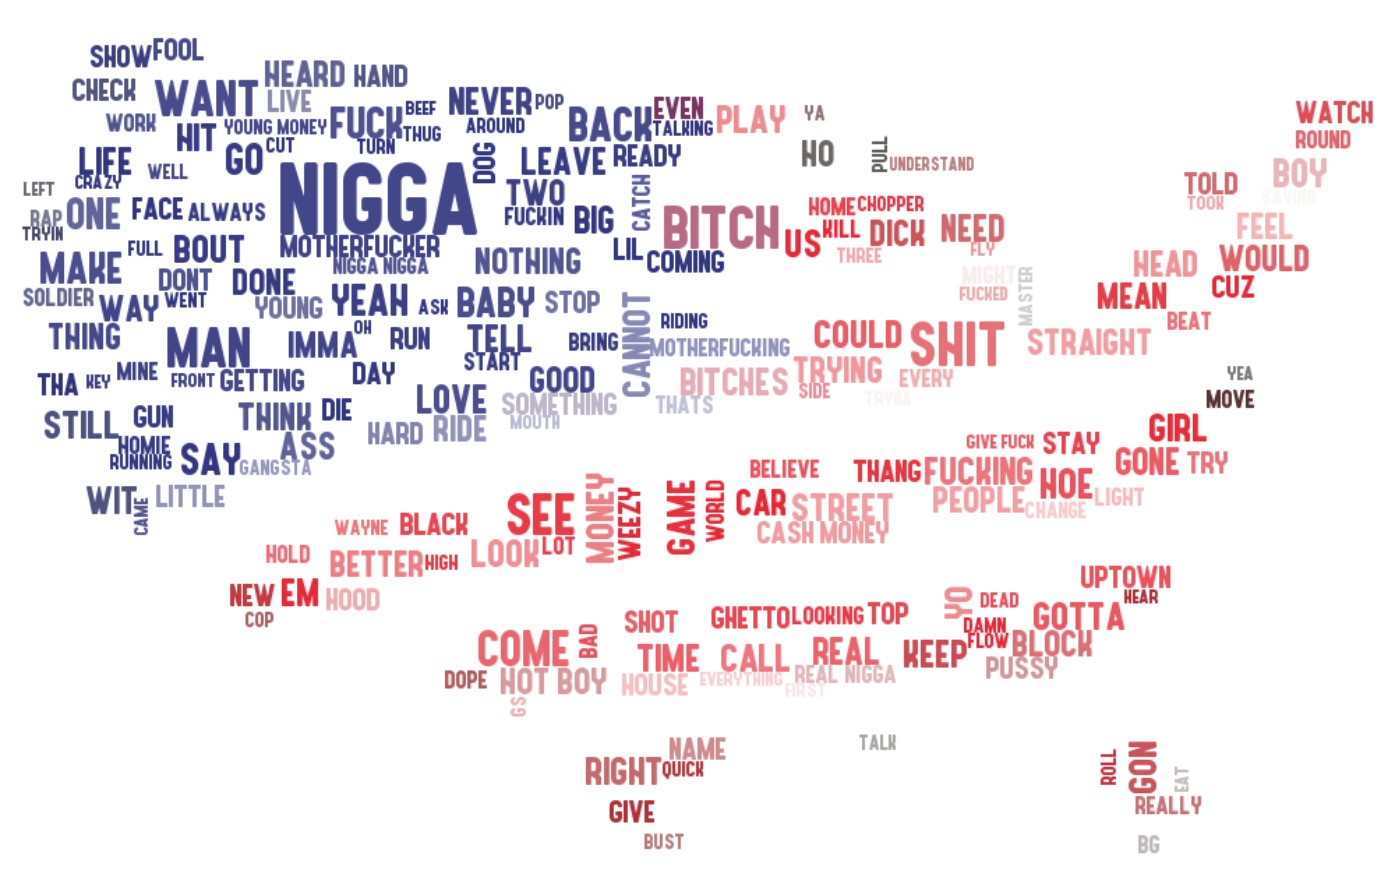 SHOW FOOL
HEARD HAND
CHECK WANT LIVE
NEVER POP
BEEF
EVEN
WORK HIT YOUNG MONEY FUCK THUG
AROUND BACK TALKING PLAY YA
WATCH
ROUND
LIFE WELL GO CUT TURN
DOG LEAVE READY HO PULL UNDERSTAND
CRAZY
LEFT
NIGGA
TWO CATCH
TOLD BOY
TOOK SAYING
RAP ONE FACE ALWAYS
FUCKIN BIG
BITCH HOME CHOPPER
TRYIN
US KILL DICK NEED
FEEL
FULL BOUT MOTHERFUCKER
LIL
THREE FLY
MAKE DONT DONE NIGGA NIGGA NOTHING COMING
MIGHT HEAD WOULD
SOLDIER WAY WENT YOUNG YEAH ASK BABY STOP
FUCKED MASTER MEAN CUZ
THING MAN IMMA OH RUN TELL BRING CANNOT RIDING
COULD SHIT STRAIGHT BEAT
START MOTHERFUCKING
THA KEY MINE FRONT GETTING DAY GOOD BITCHES TRYING EVERY
SIDE TRYNA
YEA
MOVE
STILL GUN THINK DIE LOVE SOMETHING THATS
MOUTH
HOMIE ASS HARD RIDE
GIVE FUCK STAY GIRL
RUNNING SAY GANGSTA
BELIEVE THANG FUCKING HOE GONE TRY
WIT CAME LITTLE
SEE MONEY WEEZY GAME WORLD CAR STREET PEOPLE CHANGE LIGHT
WAYNE BLACK
CASH MONEY
HOLD BETTER HIGH LOOK LOT
NEW EM HOOD
UPTOWN
HEAR
COP
SHOT GHETTO LOOKING TOP YO DEAD GOTTA
DAMN
COME BAD TIME CALL REAL KEEP FLOW BLOCK
DOPE HOT BOY HOUSE EVERYTHING REAL NIGGA PUSSY
FIRST
GS
NAME TALK
RIGHT QUICK ROLL GON EAT
GIVE REALLY
BUST BG